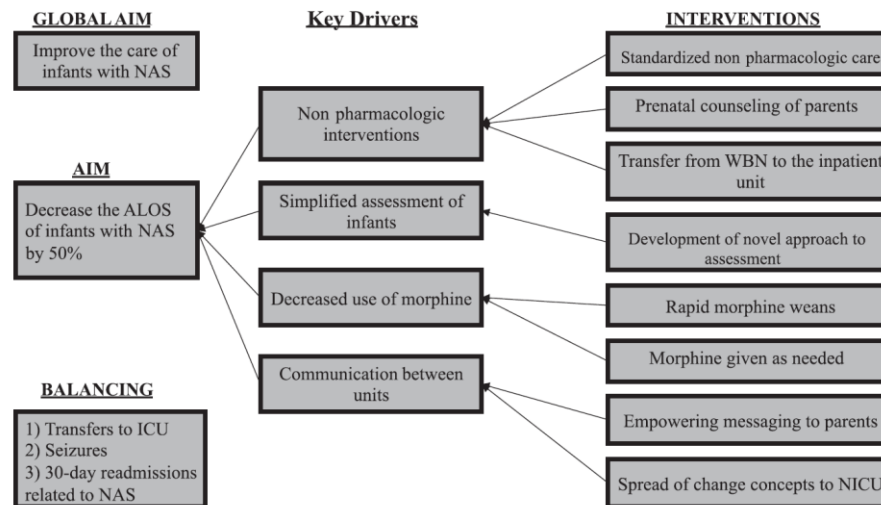 GLOBAL AIM
Improve the care of
infants with NAS
AIM
Decrease the ALOS
of infants with NAS
by 50%
BALANCING
1) Transfers to ICU
2) Seizures
3) 30-day readmissions
related to NAS
Key Drivers
Non pharmacologic
interventions
Simplified assessment of
infants
Decreased use of morphine
Communication between
units
INTERVENTIONS
Standardized non pharmacologic care
Prenatal counseling of parents
Transfer from WBN to the inpatient
unit
Development of novel approach to
assessment
Rapid morphine weans
Morphine given as needed
Empowering messaging to parents
Spread of change concepts to NICU